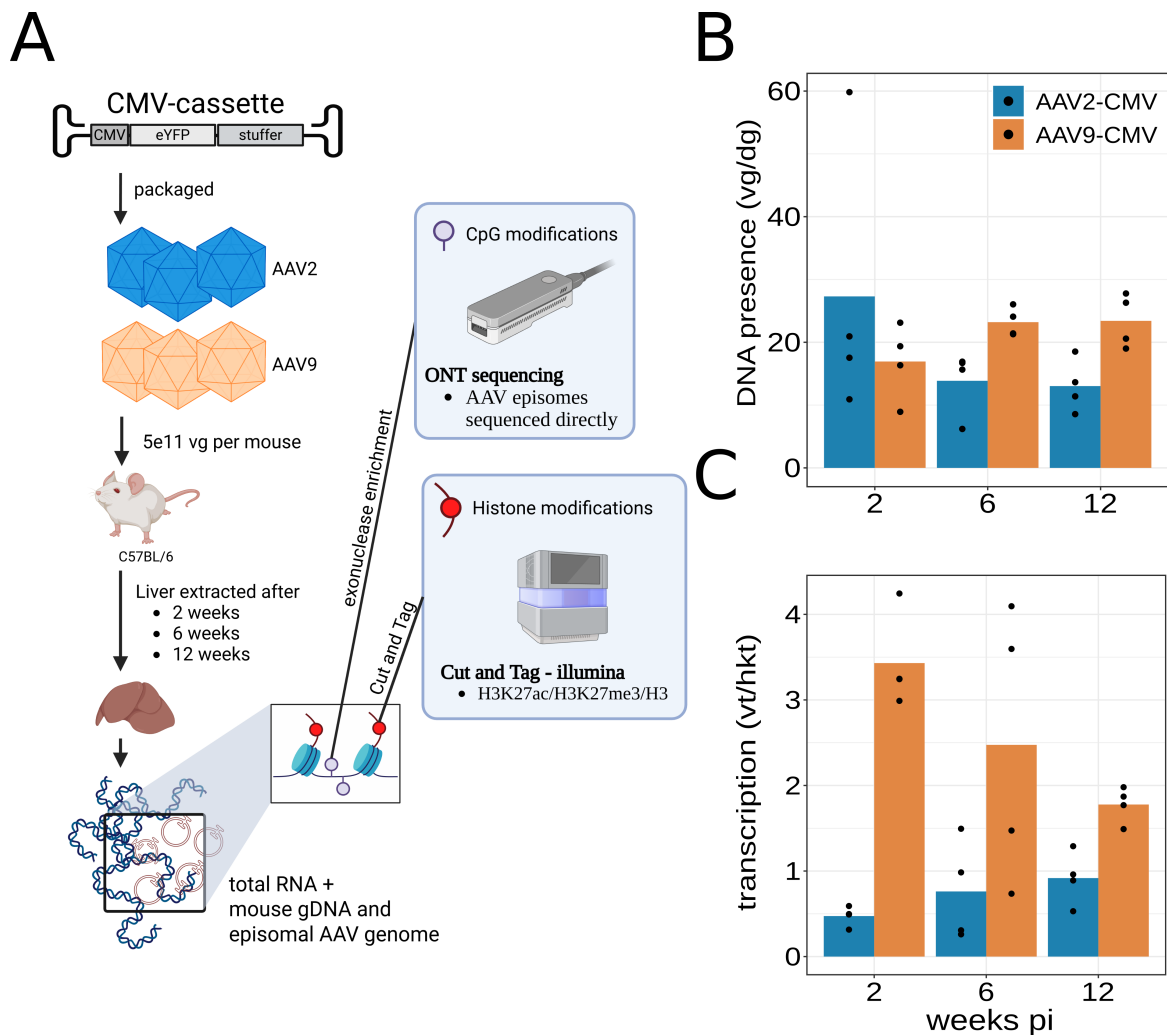 A
CMV-cassette
CMV eYFP stuffer
packaged
AAV2
AAV9
5e11 vg per mouse
C57BL/6
Liver extracted after
• 2 weeks
• 6 weeks
• 12 weeks
total RNA +
mouse gDNA and
episomal AAV genome
exonuclease enrichment
Cut and Tag
CpG modifications
ONT sequencing
• AAV episomes
sequenced directly
Histone modifications
Cut and Tag - illumina
• H3K27ac/H3K27me3/H3
B
DNA presence (vg/dg)
60
40
20
0
AAV2-CMV
AAV9-CMV
2 6 12
C
transcription (vt/hkt)
4
3
2
1
0
2 6 12
weeks pi